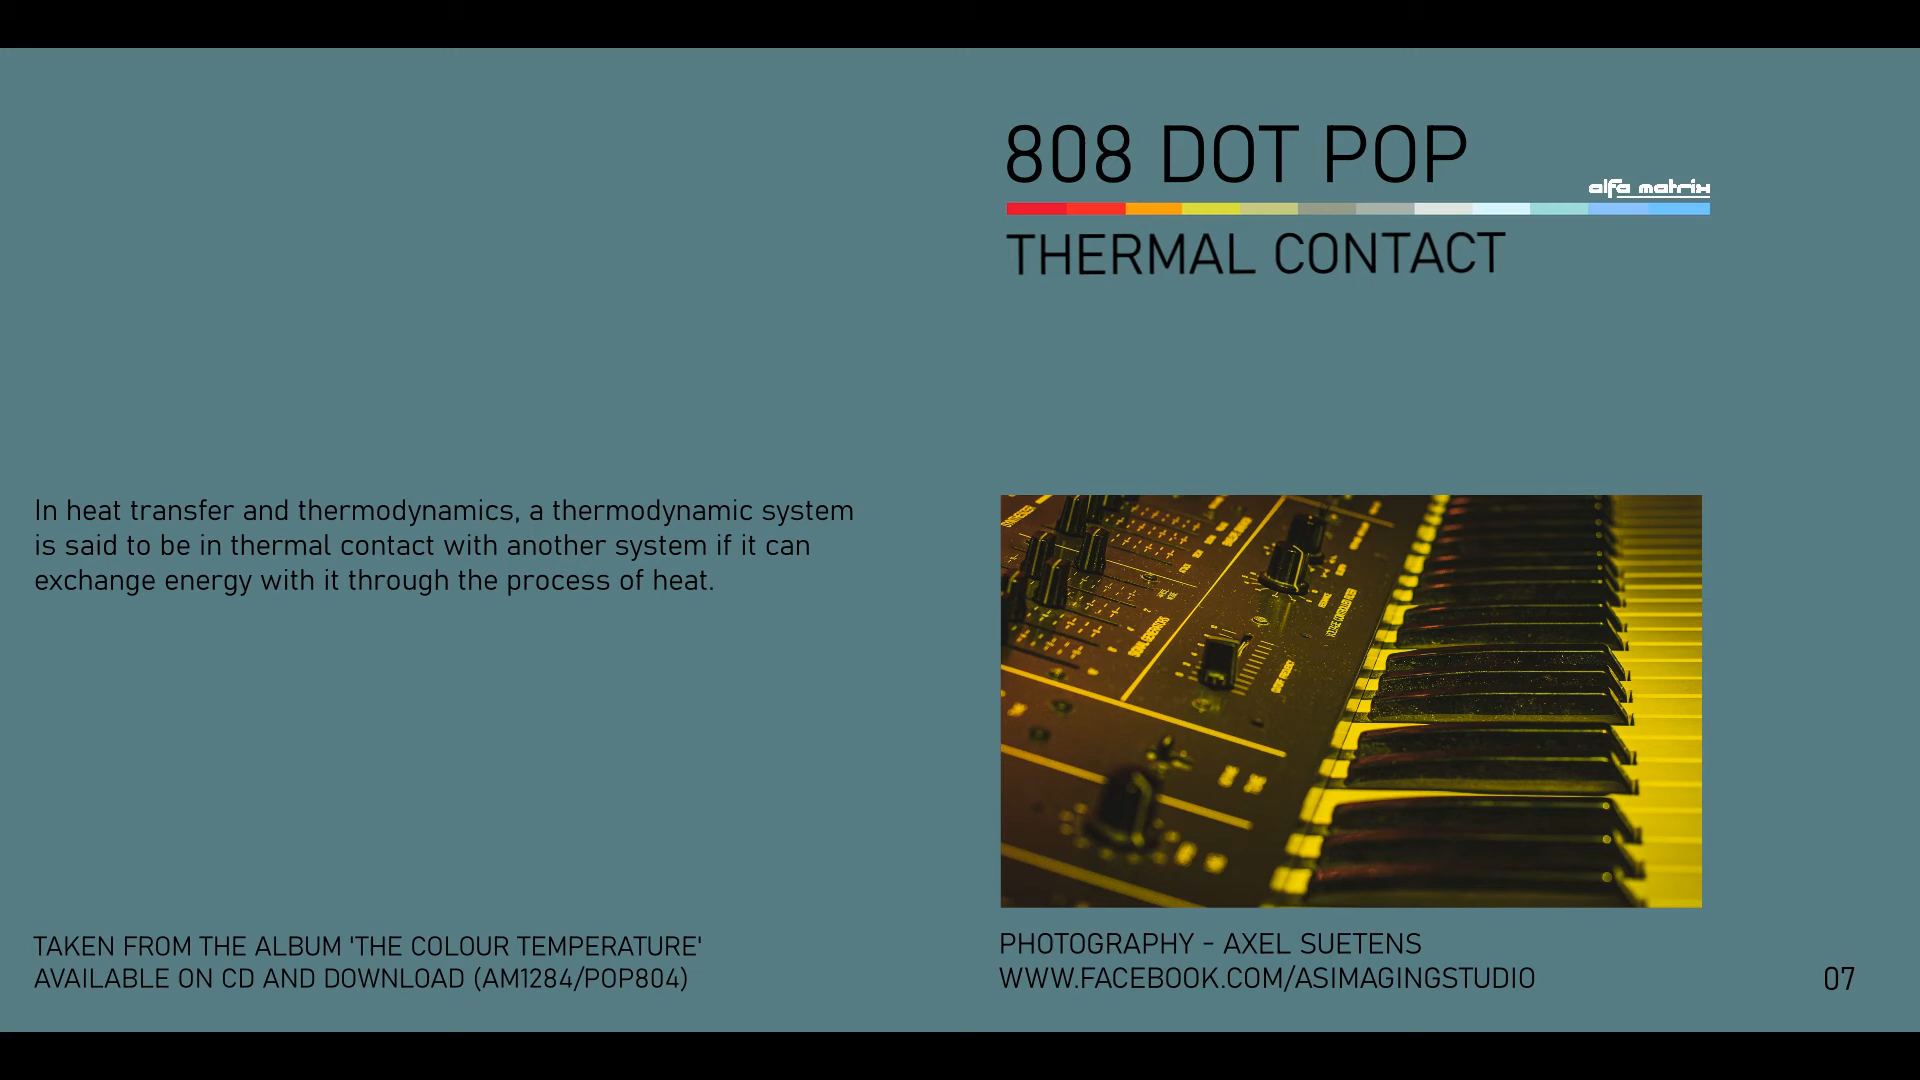 808 DOT POP
alfa matrix
THERMAL CONTACT
In heat transfer and thermodynamics, a thermodynamic system
is said to be in thermal contact with another system if it can
exchange energy with it through the process of heat.
TAKEN FROM THE ALBUM 'THE COLOUR TEMPERATURE'
AVAILABLE ON CD AND DOWNLOAD (AM1284/POP804)
PHOTOGRAPHY - AXEL SUETENS
WWW.FACEBOOK.COM/ASIMAGINGSTUDIO
07